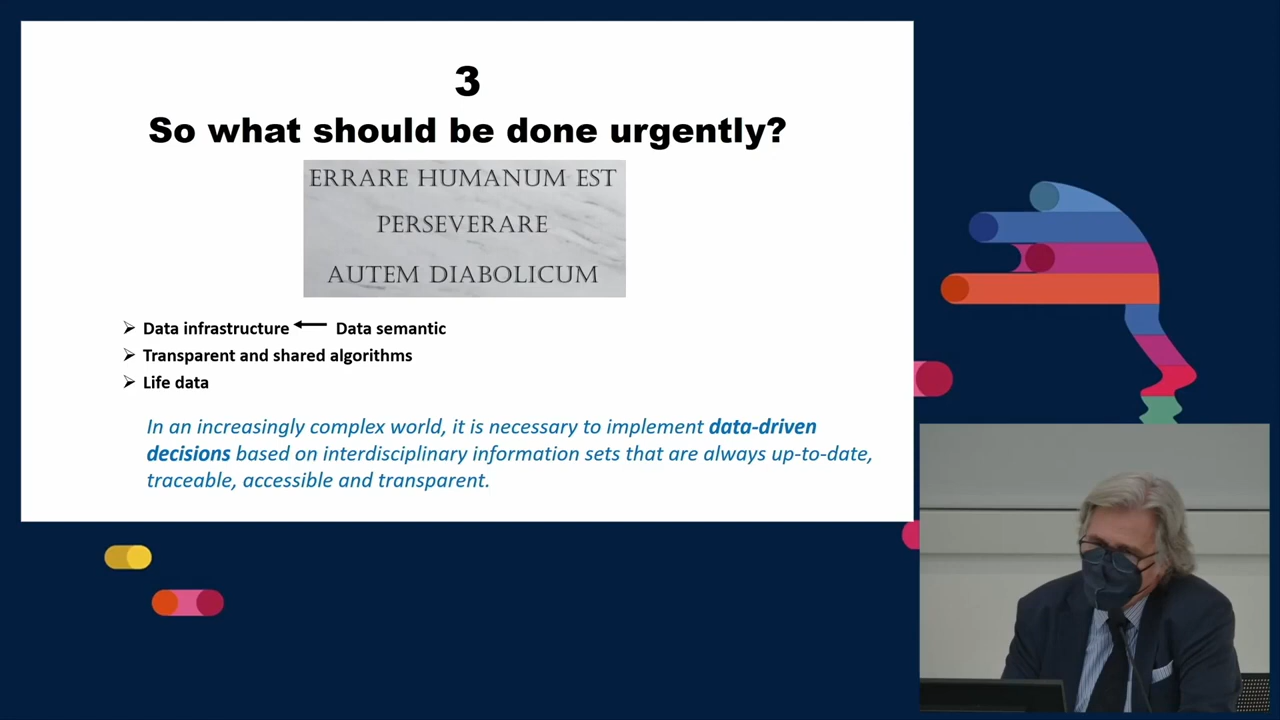 3
So what should be done urgently?
ERRARE HUMANUM EST
PERSEVERARE
AUTEM DIABOLICUM
➢ Data infrastructure ← Data semantic
➢ Transparent and shared algorithms
➢ Life data
In an increasingly complex world, it is necessary to implement data-driven
decisions based on interdisciplinary information sets that are always up-to-date,
traceable, accessible and transparent.